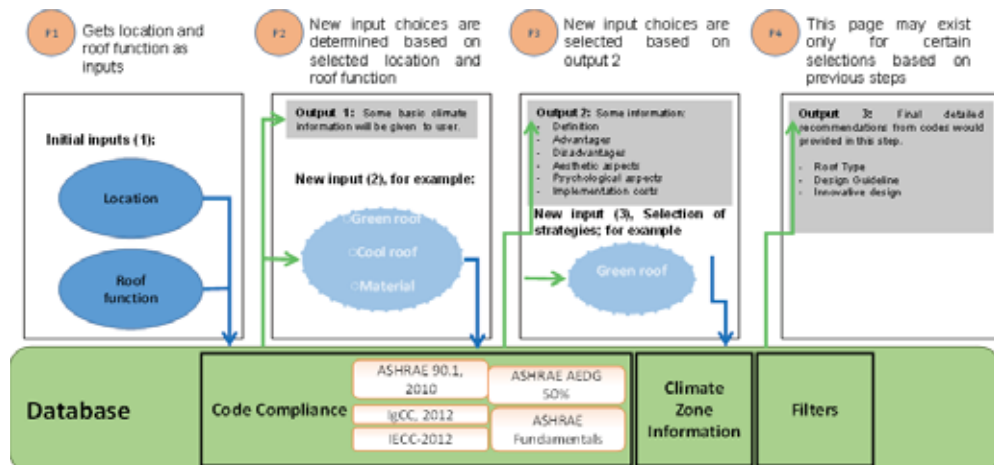 F1
Gets location and
roof function as
inputs
F2
New input choices are
determined based on
selected location and
roof function
F3
New input choices are
selected based on
output 2
F4
This page may exist
only for certain
selections based on
previous steps
Initial inputs (1):
Location
Roof
function
Output 1: Some basic climate
information will be given to user.
New input (2), for example:
○Green roof
○Cool roof
○Material
Output 2: Some information:
- Definition
- Advantages
- Disadvantages
- Aesthetic aspects
- Psychological aspects
- Implementation costs
New input (3), Selection of
strategies; for example
Green roof
Output 3: Final detailed
recommendations from codes would
provided in this step.
- Roof Type
- Design Guideline
- Innovative design
Database
Code Compliance
ASHRAE 90.1,
2010
IgCC, 2012
IECC-2012
ASHRAE AEDG
50%
ASHRAE
Fundamentals
Climate
Zone
Information
Filters